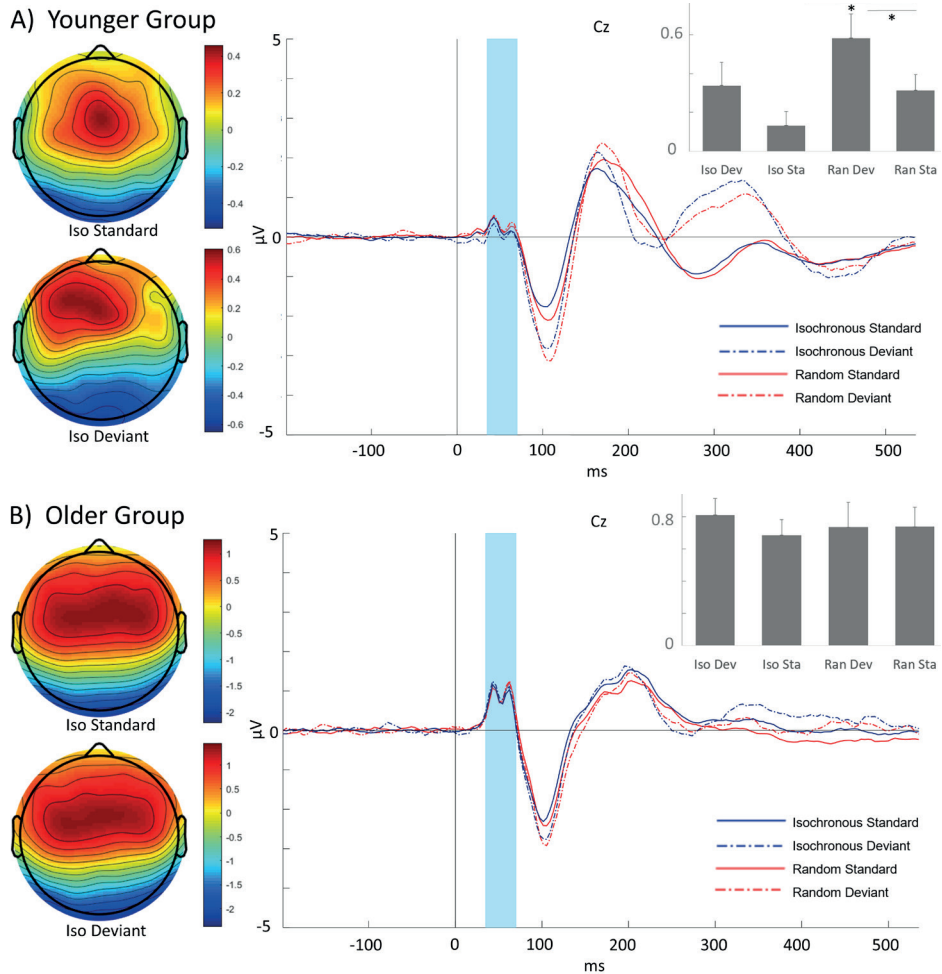 A) Younger Group
0.4
0.2
0
-0.2
-0.4
Iso Standard
0.6
0.4
0.2
0
-0.2
-0.4
-0.6
Iso Deviant
5
0
-5
μV
Cz
-100
0
100
200
300
400
500
ms
0.6
0
*
*
Iso Dev
Iso Sta
Ran Dev
Ran Sta
Isochronous Standard
Isochronous Deviant
Random Standard
Random Deviant
B) Older Group
1
0.5
0
-0.5
-1
-1.5
-2
Iso Standard
1
0.5
0
-0.5
-1
-1.5
-2
Iso Deviant
5
0
-5
μV
Cz
-100
0
100
200
300
400
500
ms
0.8
0
Iso Dev
Iso Sta
Ran Dev
Ran Sta
Isochronous Standard
Isochronous Deviant
Random Standard
Random Deviant